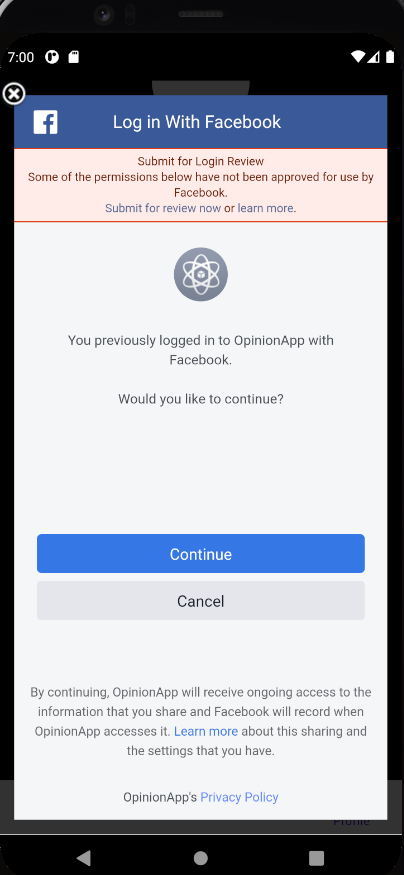 7:00
Log in With Facebook
Submit for Login Review
Some of the permissions below have not been approved for use by
Facebook.
Submit for review now or learn more.
You previously logged in to OpinionApp with
Facebook.
Would you like to continue?
Continue
Cancel
By continuing, OpinionApp will receive ongoing access to the
information that you share and Facebook will record when
OpinionApp accesses it. Learn more about this sharing and
the settings that you have.
OpinionApp's Privacy Policy
Profile